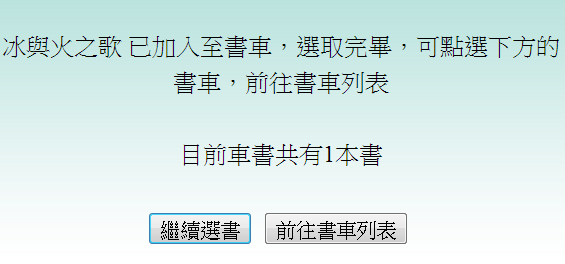 冰與火之歌 已加入至書車，選取完畢，可點選下方的
書車，前往書車列表
目前車書共有1本書
繼續選書 前往書車列表